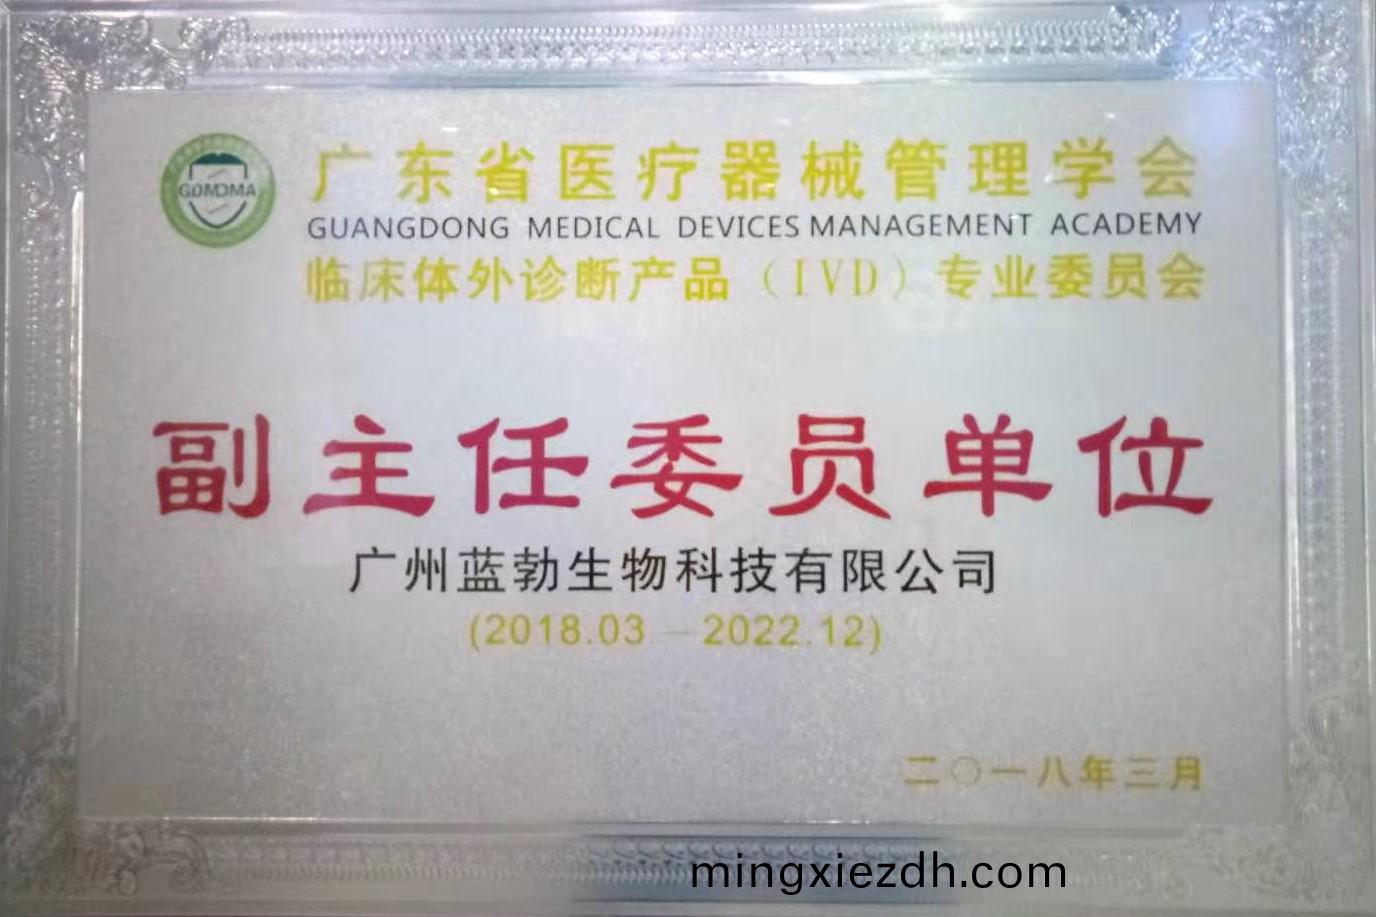 GDMDMA
广东省医疗器械管理学会
GUANGDONG MEDICAL DEVICES MANAGEMENT ACADEMY
临床体外诊断产品（IVD）专业委员会
副主任委员单位
广州蓝勃生物科技有限公司
(2018.03 — 2022.12)
二〇一八年三月
mingxiezdh.com